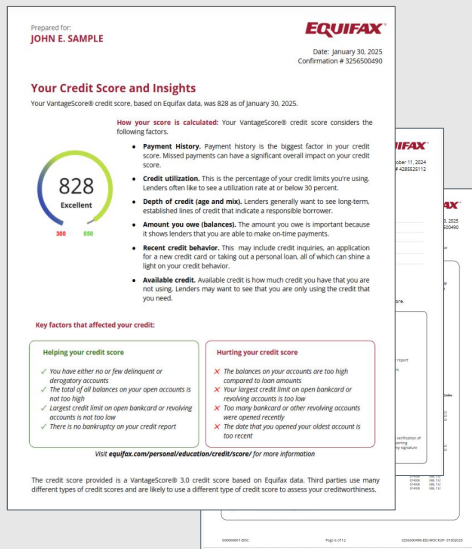 Prepared for:
JOHN E. SAMPLE
EQUIFAX
Date: January 30, 2025
Confirmation # 3256500490
Your Credit Score and Insights
Your VantageScore® credit score, based on Equifax data, was 828 as of January 30, 2025.
How your score is calculated: Your VantageScore® credit score considers the
following factors.
• Payment History. Payment history is the biggest factor in your credit
score. Missed payments can have a significant overall impact on your credit
score.
• Credit utilization. This is the percentage of your credit limits you're using.
Lenders often like to see a utilization rate at or below 30 percent.
• Depth of credit (age and mix). Lenders generally want to see long-term,
established lines of credit that indicate a responsible borrower.
• Amount you owe (balances). The amount you owe is important because
it shows lenders that you are able to make on-time payments.
• Recent credit behavior. This may include credit inquiries, an application
for a new credit card or taking out a personal loan, all of which can shine a
light on your credit behavior.
• Available credit. Available credit is how much credit you have that you are
not using. Lenders may want to see that you are only using the credit that
you need.
828
Excellent
300 850
Key factors that affected your credit:
Helping your credit score
✓ You have either no or few delinquent or
derogatory accounts
✓ The total of all balances on your open accounts is
not too high
✓ Largest credit limit on open bankcard or revolving
accounts is not too low
✓ There is no bankruptcy on your credit report
Hurting your credit score
✕ The balances on your accounts are too high
compared to loan amounts
✕ Your largest credit limit on open bankcard or
revolving accounts is too low
✕ Too many bankcard or other revolving accounts
were opened recently
✕ The date that you opened your oldest account is
too recent
Visit equifax.com/personal/education/credit/score/ for more information
The credit score provided is a VantageScore® 3.0 credit score based on Equifax data. Third parties use many
different types of credit scores and are likely to use a different type of credit score to assess your creditworthiness.
IFAX
ober 11, 2024
# 4285528112
AX
0, 2025
500490
report
verification of
Page 6 of 12